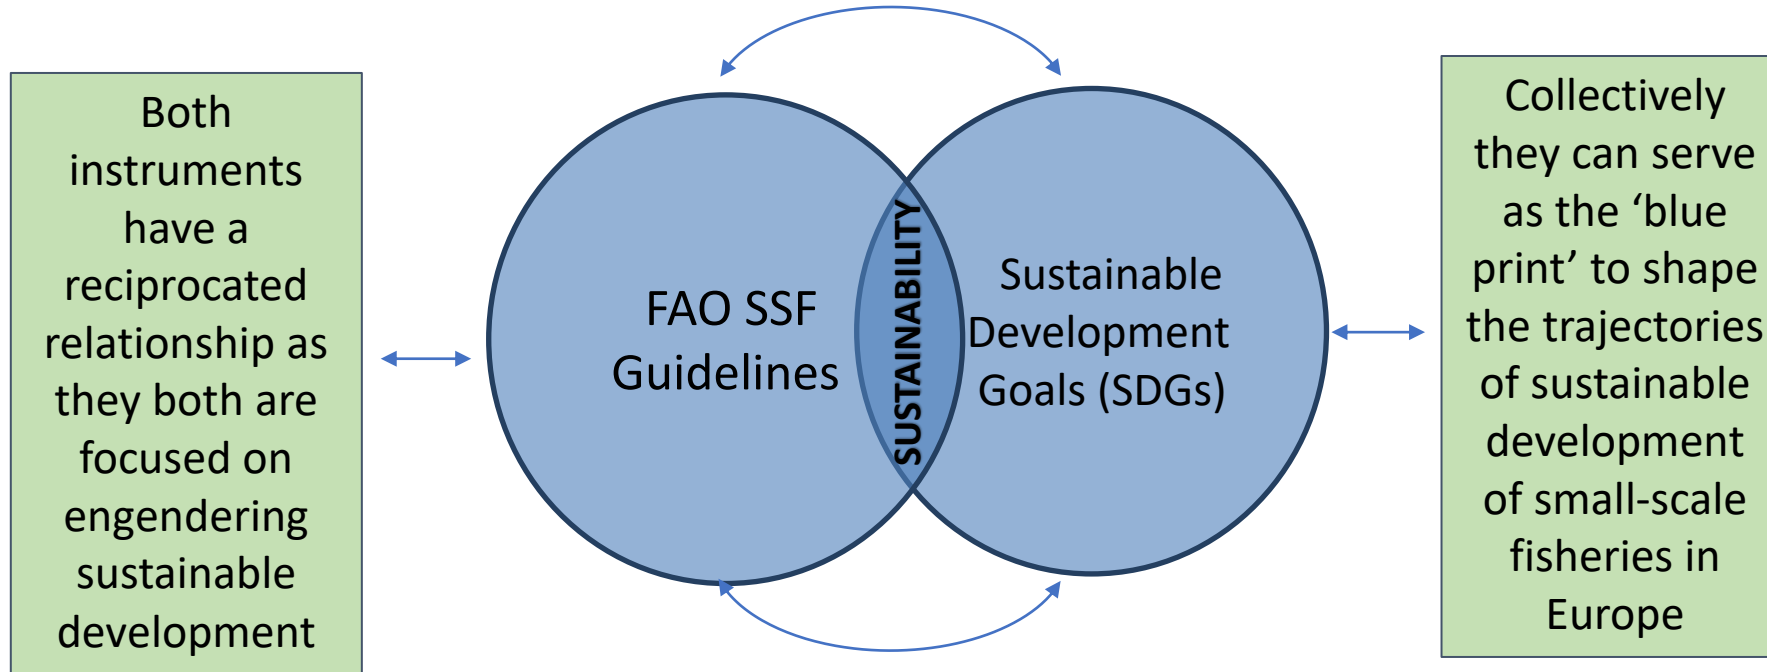 Both
instruments
have a
reciprocated
relationship as
they both are
focused on
engendering
sustainable
development
FAO SSF
Guidelines
SUSTAINABILITY
Sustainable
Development
Goals (SDGs)
Collectively
they can serve
as the ‘blue
print’ to shape
the trajectories
of sustainable
development
of small-scale
fisheries in
Europe